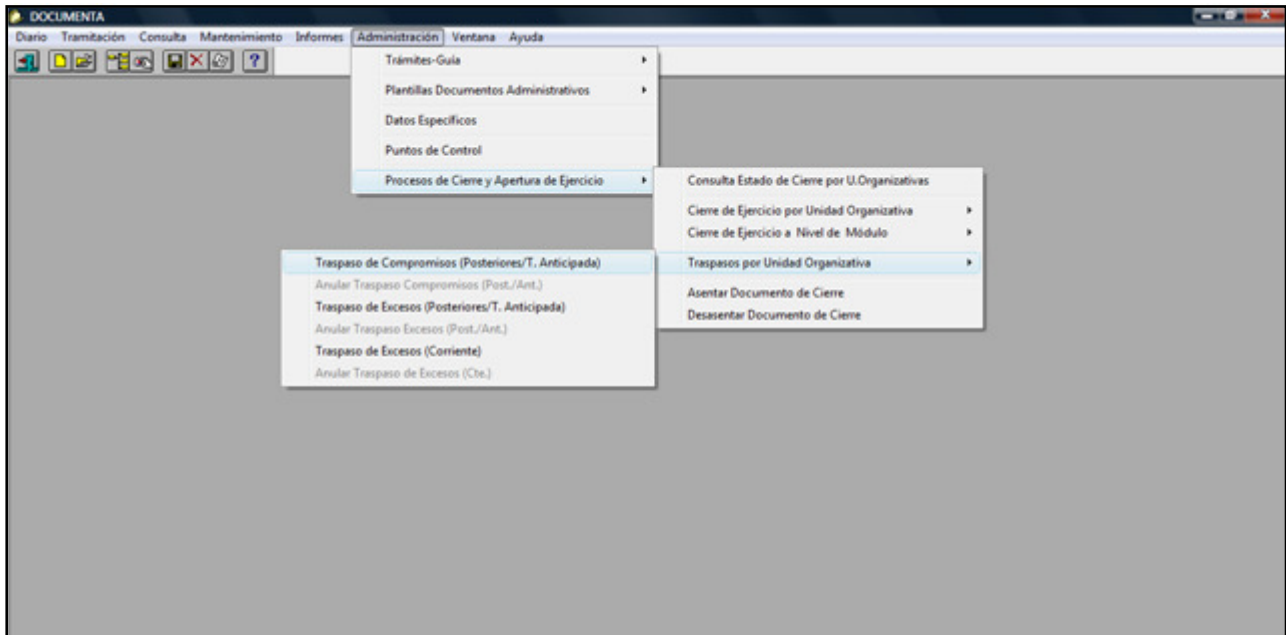 DOCUMENTA
Diario Tramitación Consulta Mantenimiento Informes Administración Ventana Ayuda
Trámites-Guía
Plantillas Documentos Administrativos
Datos Específicos
Puntos de Control
Procesos de Cierre y Apertura de Ejercicio
Consulta Estado de Cierre por U.Organizativas
Cierre de Ejercicio por Unidad Organizativa
Cierre de Ejercicio a Nivel de Módulo
Traspasos por Unidad Organizativa
Asentar Documento de Cierre
Desasentar Documento de Cierre
Traspaso de Compromisos (Posteriores/T. Anticipada)
Anular Traspaso Compromisos (Post./Ant.)
Traspaso de Excesos (Posteriores/T. Anticipada)
Anular Traspaso Excesos (Post./Ant.)
Traspaso de Excesos (Corriente)
Anular Traspaso de Excesos (Cte.)